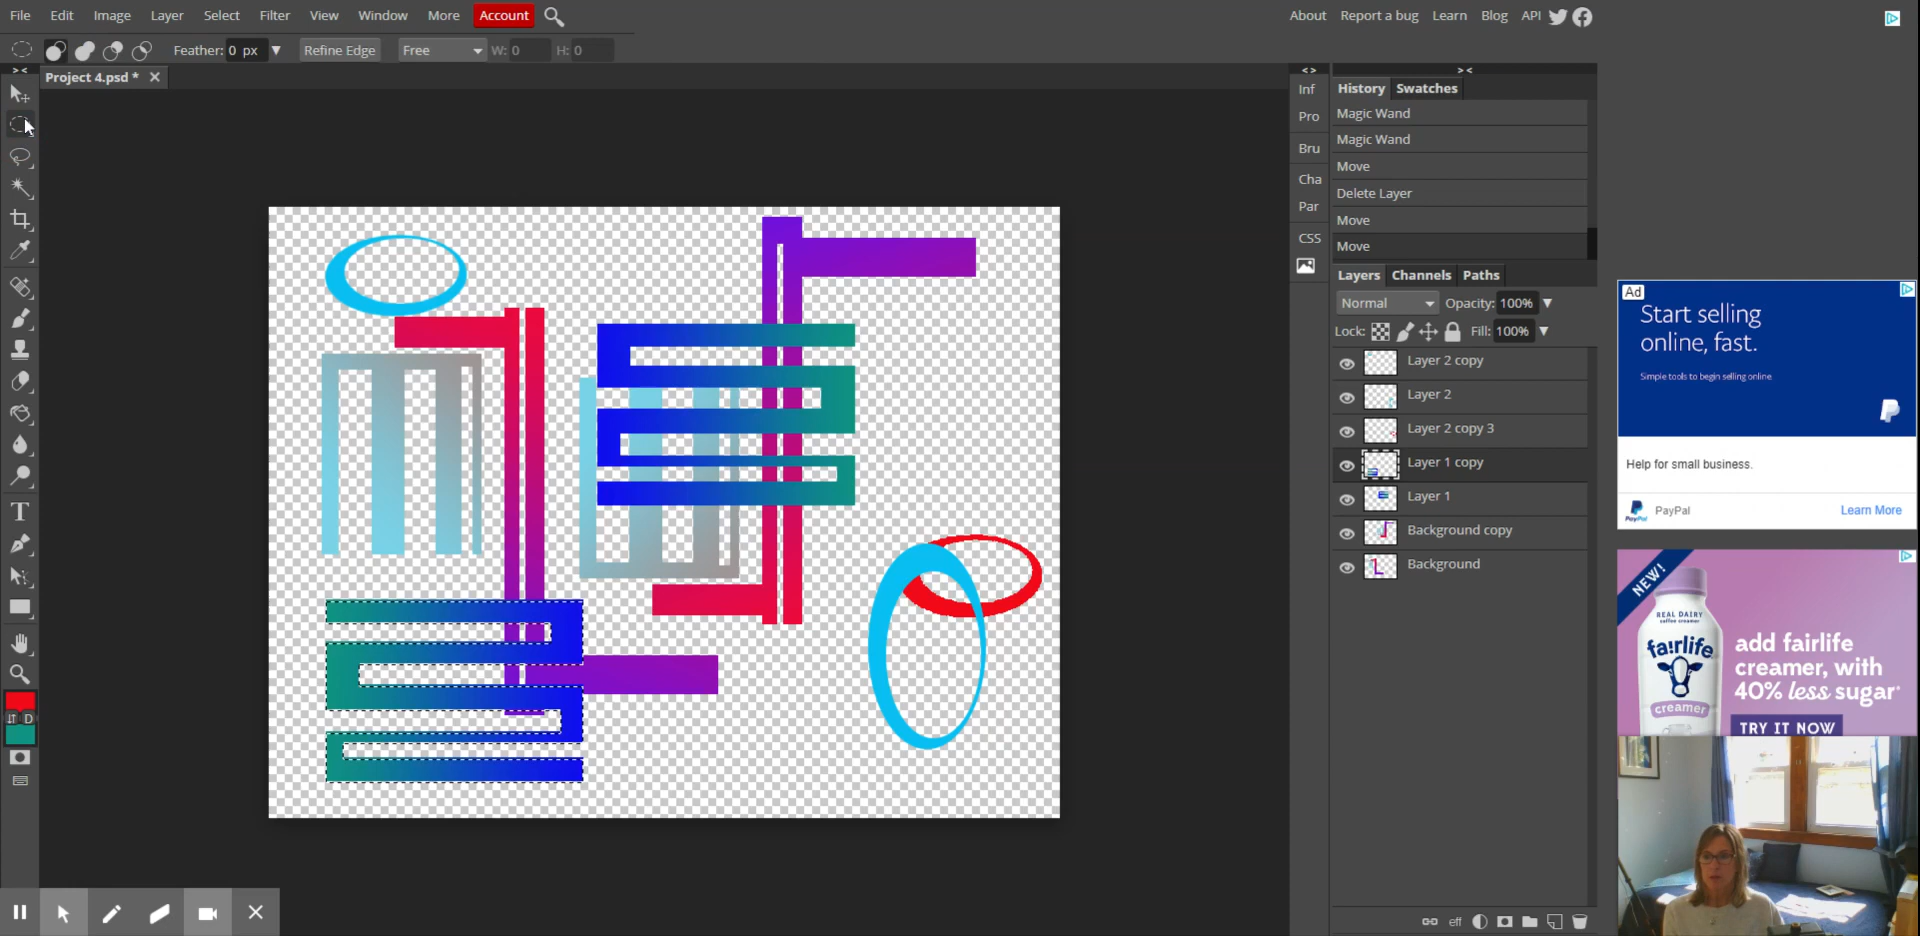 File Edit Image Layer Select Filter View Window More Account
About Report a bug Learn Blog API
Feather: 0 px Refine Edge Free W: 0 H: 0
> <
< >
> <
Project 4.psd *
Inf
Pro
Bru
Cha
Par
CSS
History Swatches
Magic Wand
Magic Wand
Move
Delete Layer
Move
Move
Layers Channels Paths
Normal Opacity: 100%
Lock: Fill: 100%
Layer 2 copy
Layer 2
Layer 2 copy 3
Layer 1 copy
Layer 1
Background copy
Background
eff
T
D
Ad
Start selling
online, fast.
Simple tools to begin selling online.
Help for small business.
PayPal
PayPal Learn More
NEW!
REAL DAIRY
coffee creamer
fa!rlife
creamer
add fairlife
creamer, with
40% less sugar*
TRY IT NOW